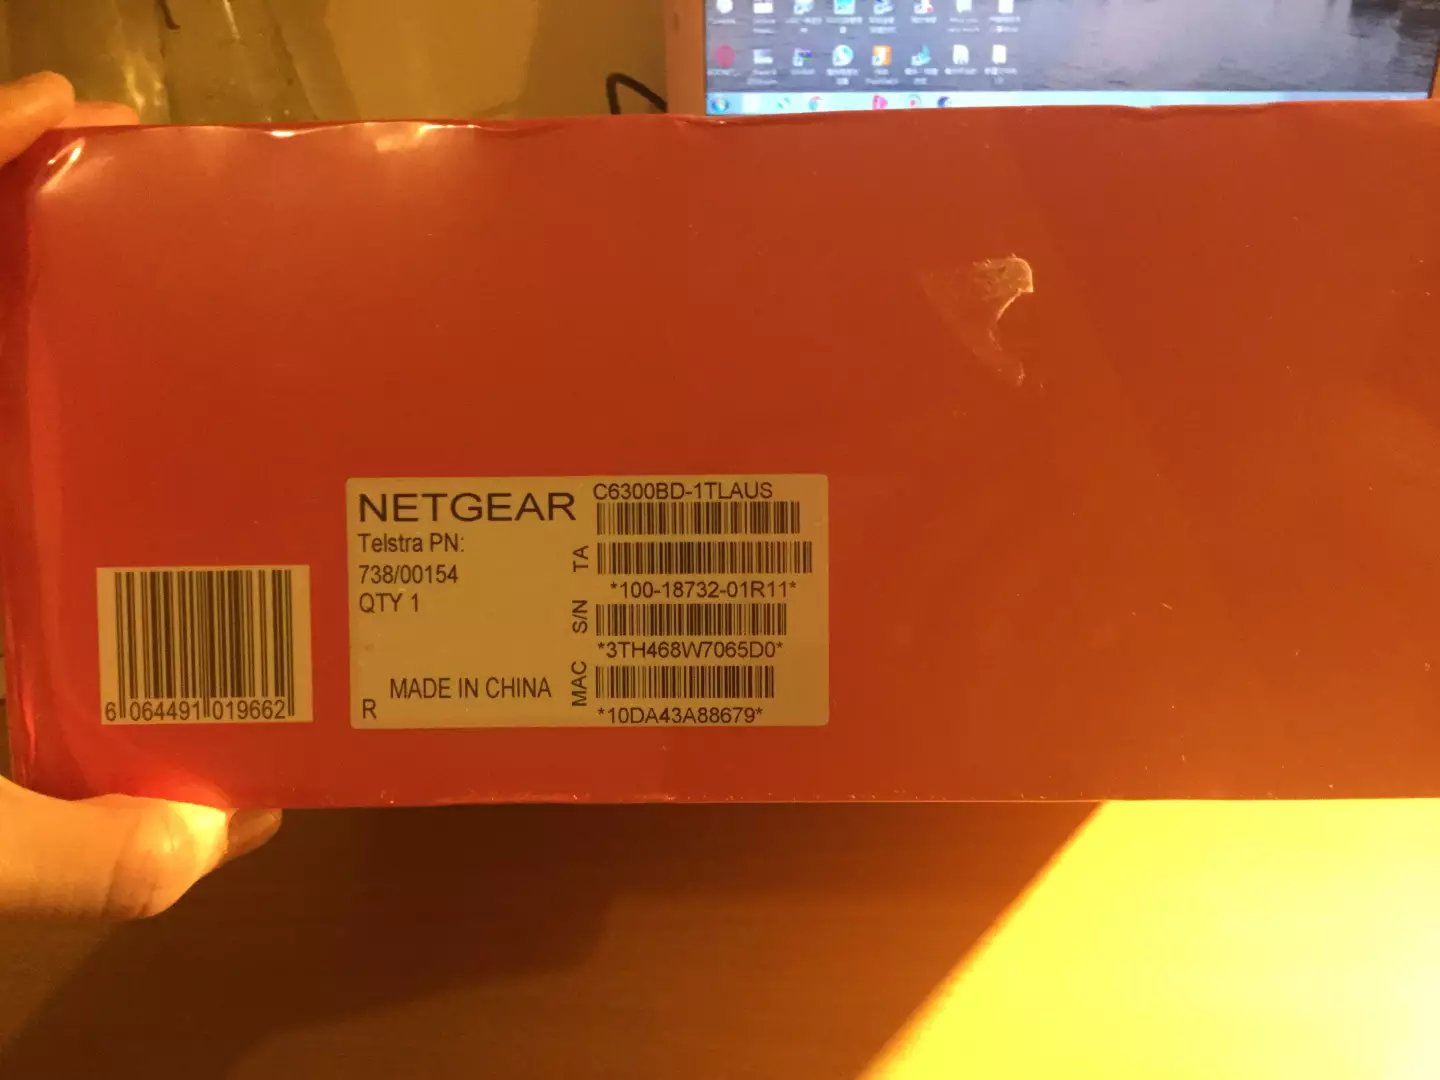 6 064491 019662
NETGEAR
Telstra PN:
738/00154
QTY 1
MADE IN CHINA
R
C6300BD-1TLAUS
TA
*100-18732-01R11*
S/N
*3TH468W7065D0*
MAC
*10DA43A88679*